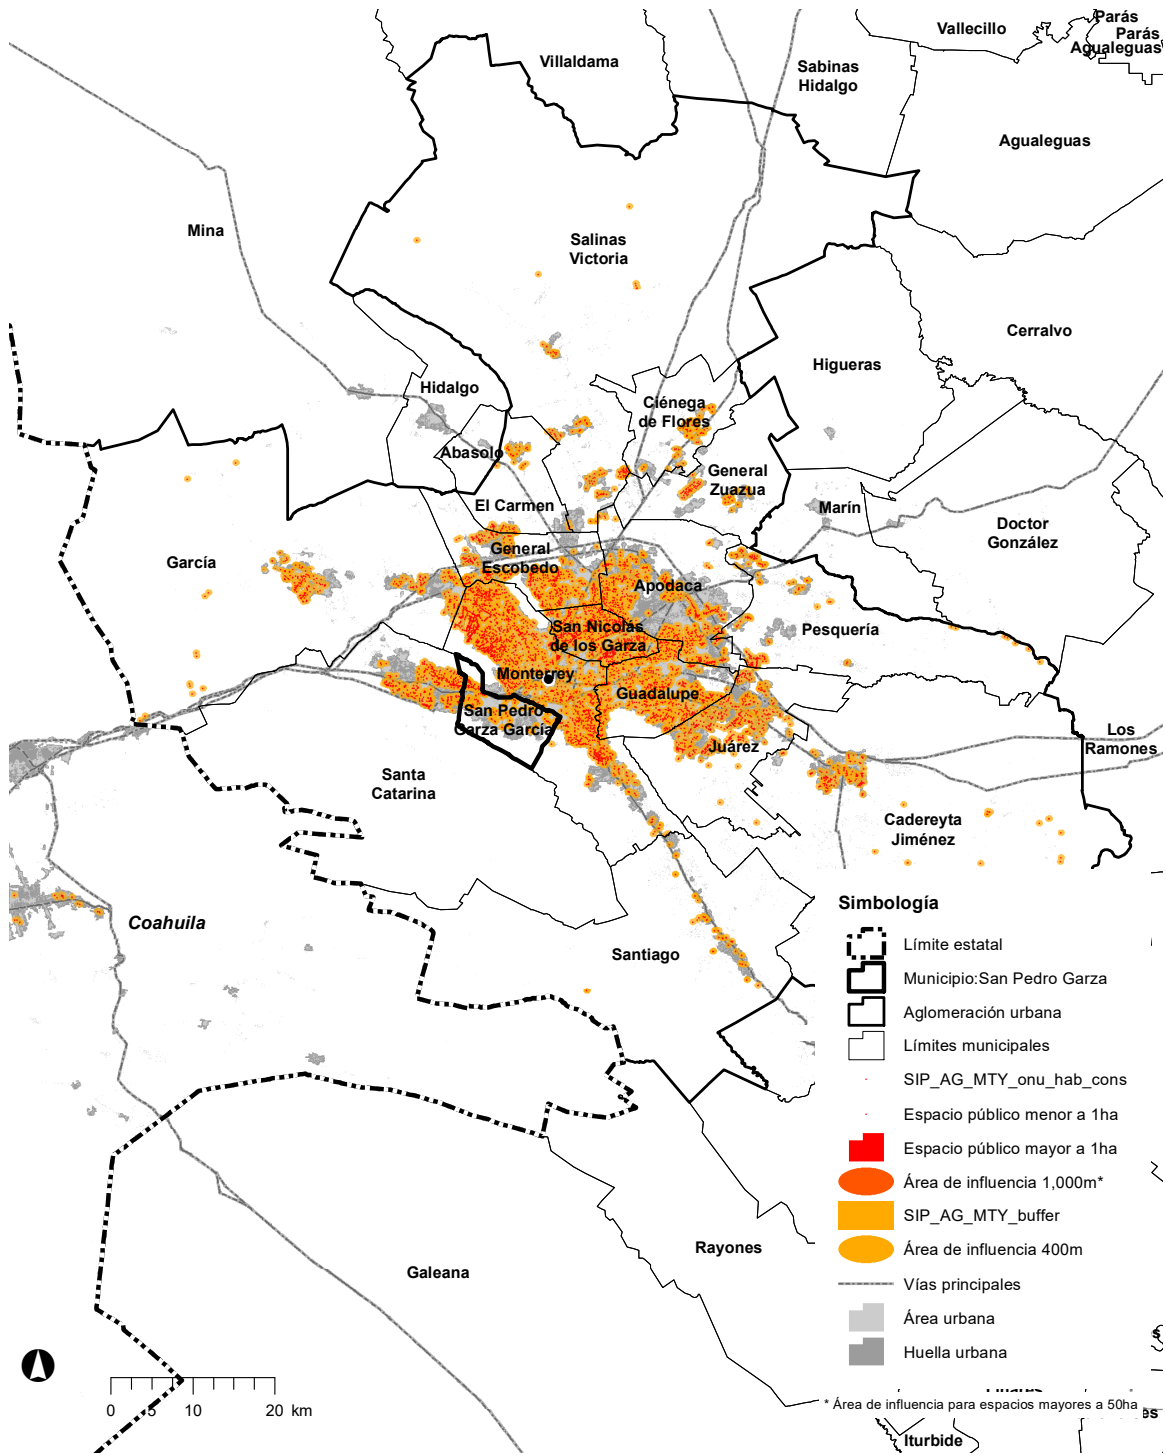 Parás
Vallecillo
Parás
Agualeguas
Villaldama
Sabinas
Hidalgo
Agualeguas
Mina
Salinas
Victoria
Cerralvo
Higueras
Hidalgo
Ciénega
de Flores
Abasolo
General
Zuazua
El Carmen
Marín
Doctor
González
García
General
Escobedo
Apodaca
San Nicolás
de los Garza
Pesquería
Monterrey
Guadalupe
San Pedro
Garza García
Juárez
Los
Ramones
Santa
Catarina
Cadereyta
Jiménez
Coahuila
Santiago
Rayones
Galeana
Simbología
Límite estatal
Municipio:San Pedro Garza
Aglomeración urbana
Límites municipales
SIP_AG_MTY_onu_hab_cons
Espacio público menor a 1ha
Espacio público mayor a 1ha
Área de influencia 1,000m*
SIP_AG_MTY_buffer
Área de influencia 400m
Vías principales
Área urbana
Huella urbana
0 5 10 20 km
* Área de influencia para espacios mayores a 50ha
Iturbide